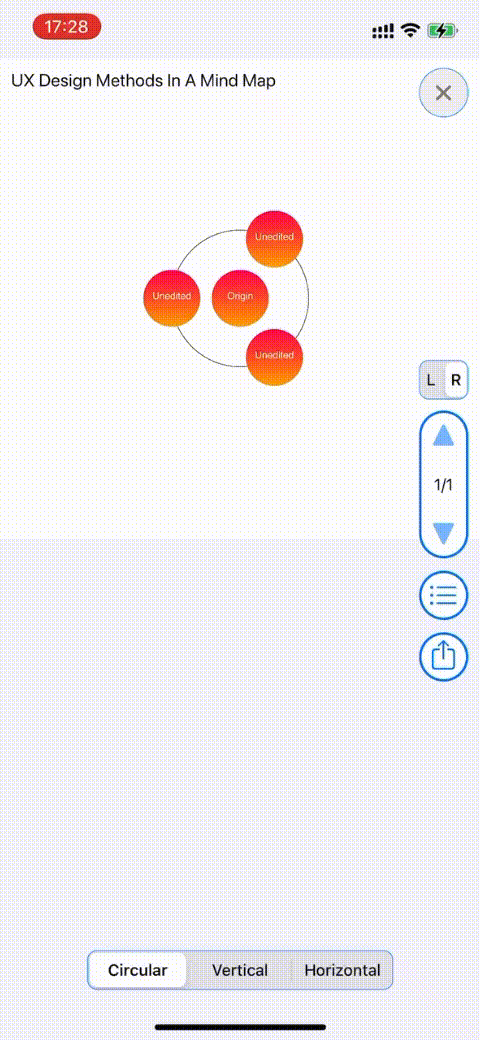 17:28
UX Design Methods In A Mind Map
Unedited
Unedited
Origin
Unedited
L R
1/1
Circular Vertical Horizontal